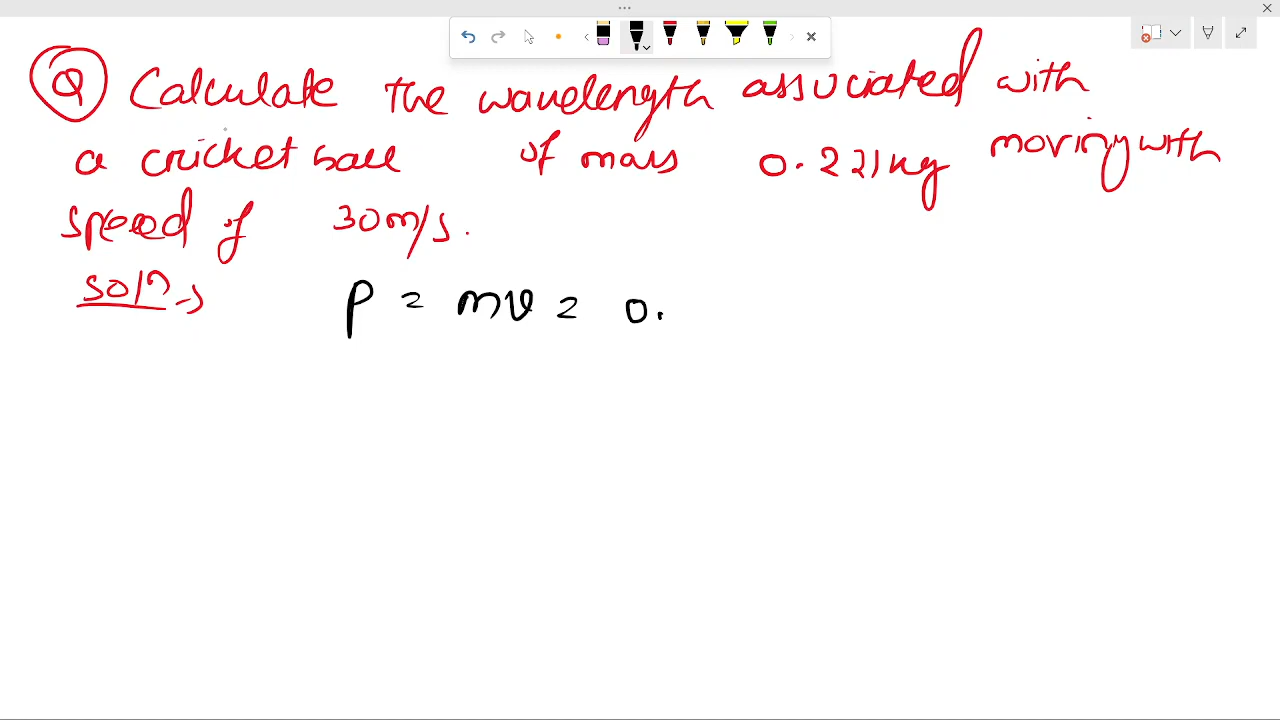 Q Calculate the wavelength associated with
a cricket ball of mass 0.221kg moving with
speed of 30m/s.
soln →
p = mv = 0.